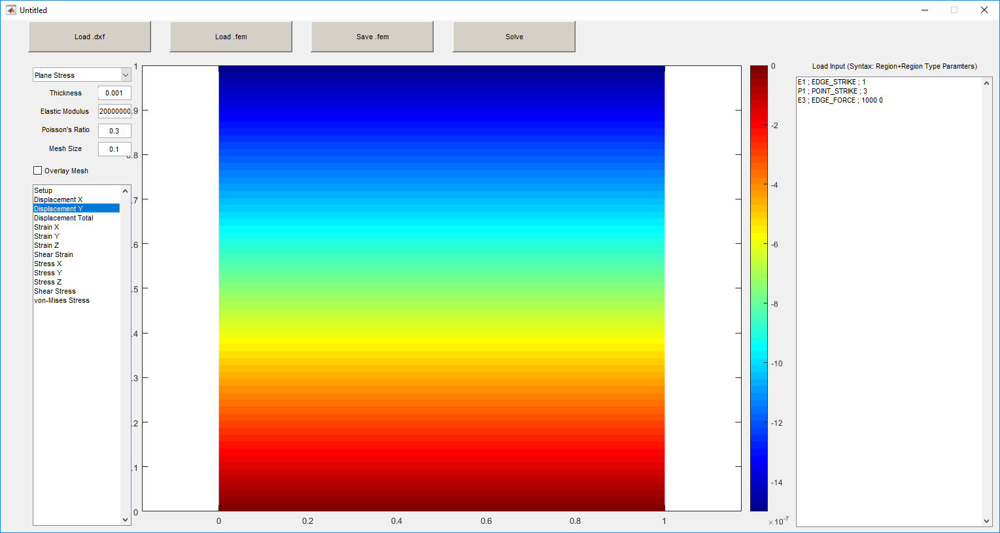 Untitled
Load .dxf
Load .fem
Save .fem
Solve
Plane Stress
Thickness 0.001
Elastic Modulus 20000000
Poisson's Ratio 0.3
Mesh Size 0.1
Overlay Mesh
Setup
Displacement X
Displacement Y
Displacement Total
Strain X
Strain Y
Strain Z
Shear Strain
Stress X
Stress Y
Stress Z
Shear Stress
von-Mises Stress
1
.9
0.8
.7
.6
.5
.4
.3
.2
.1
0
0 0.2 0.4 0.6 0.8 1
0
-2
-4
-6
-8
-10
-12
-14
×10-7
Load Input (Syntax: Region+Region Type Paramters)
E1 ; EDGE_STRIKE ; 1
P1 ; POINT_STRIKE ; 3
E3 ; EDGE_FORCE ; 1000 0